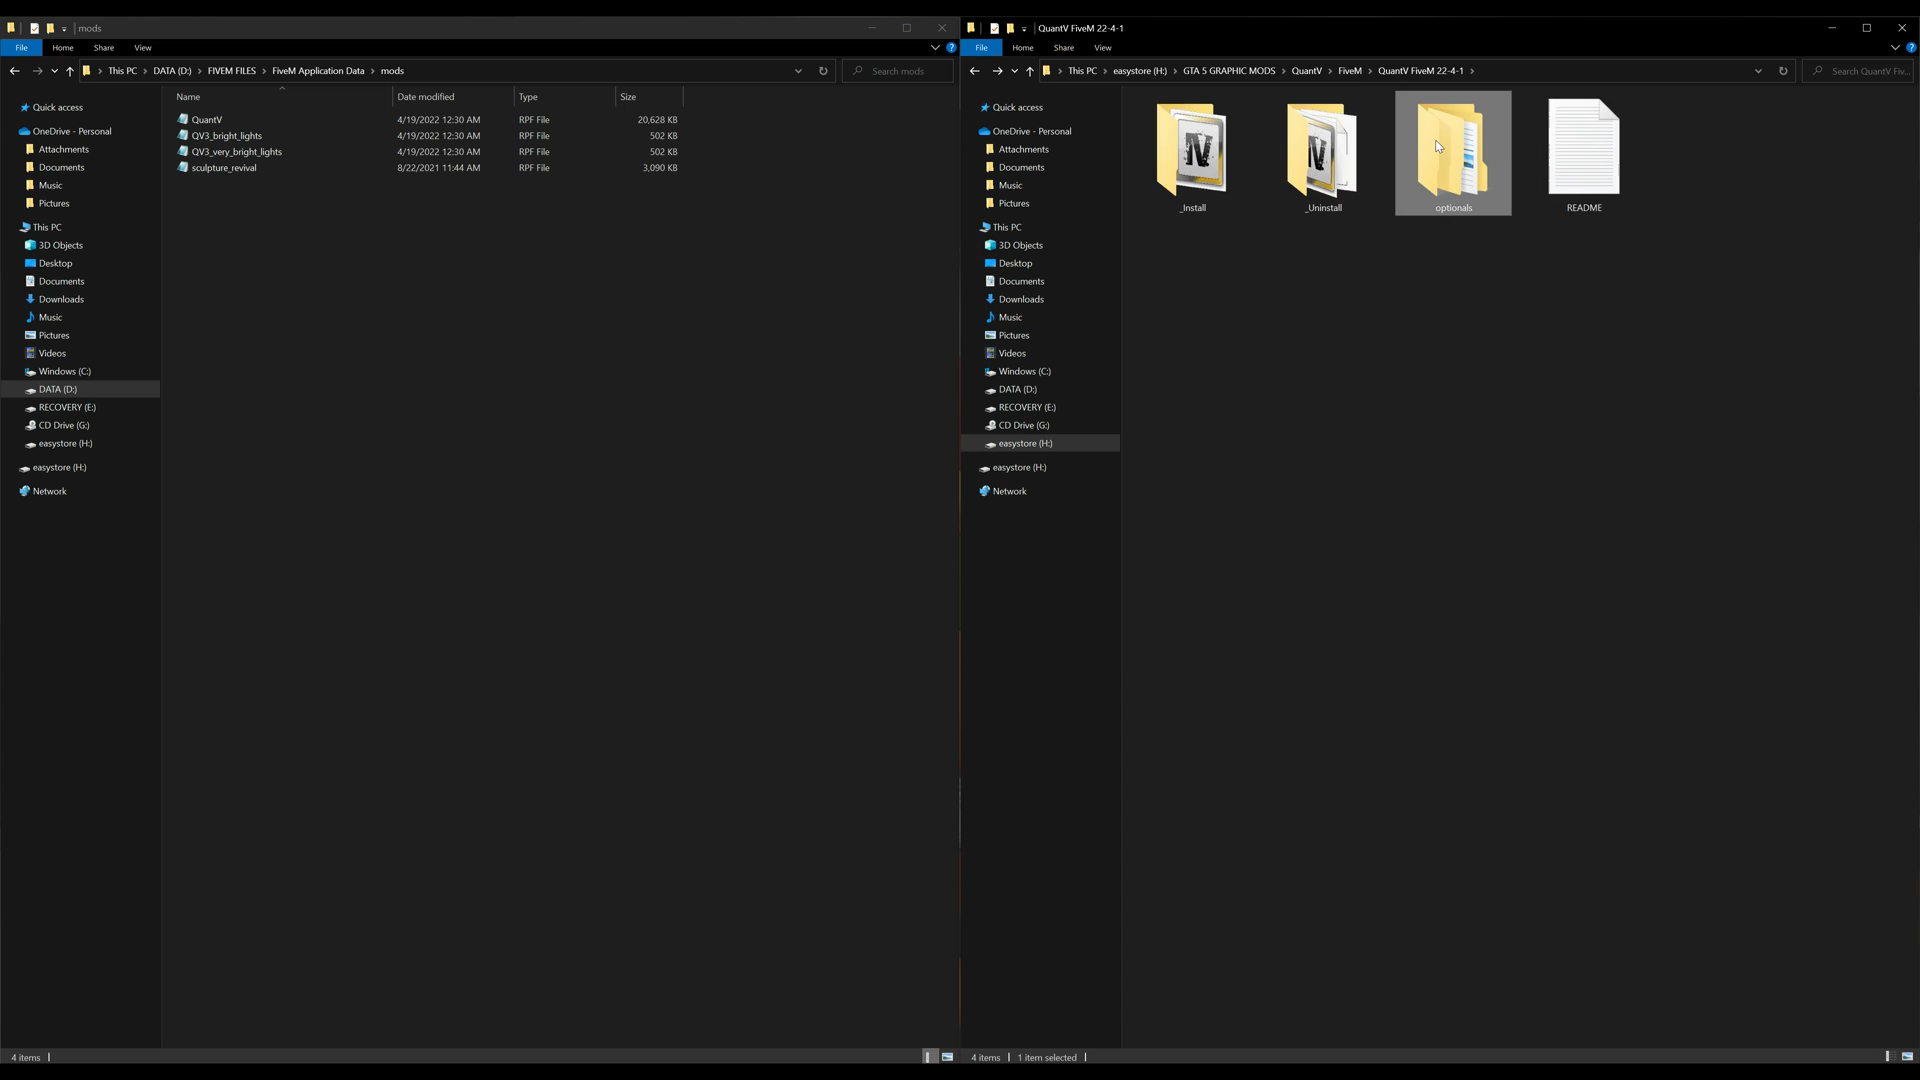 mods
File Home Share View
This PC > DATA (D:) > FIVEM FILES > FiveM Application Data > mods
Search mods
Name Date modified Type Size
QuantV 4/19/2022 12:30 AM RPF File 20,628 KB
QV3_bright_lights 4/19/2022 12:30 AM RPF File 502 KB
QV3_very_bright_lights 4/19/2022 12:30 AM RPF File 502 KB
sculpture_revival 8/22/2021 11:44 AM RPF File 3,090 KB
Quick access
OneDrive - Personal
Attachments
Documents
Music
Pictures
This PC
3D Objects
Desktop
Documents
Downloads
Music
Pictures
Videos
Windows (C:)
DATA (D:)
RECOVERY (E:)
CD Drive (G:)
easystore (H:)
easystore (H:)
Network
4 items
QuantV FiveM 22-4-1
File Home Share View
This PC > easystore (H:) > GTA 5 GRAPHIC MODS > QuantV > FiveM > QuantV FiveM 22-4-1 >
Search QuantV Fiv...
Quick access
OneDrive - Personal
Attachments
Documents
Music
Pictures
This PC
3D Objects
Desktop
Documents
Downloads
Music
Pictures
Videos
Windows (C:)
DATA (D:)
RECOVERY (E:)
CD Drive (G:)
easystore (H:)
easystore (H:)
Network
_Install _Uninstall optionals README
4 items 1 item selected